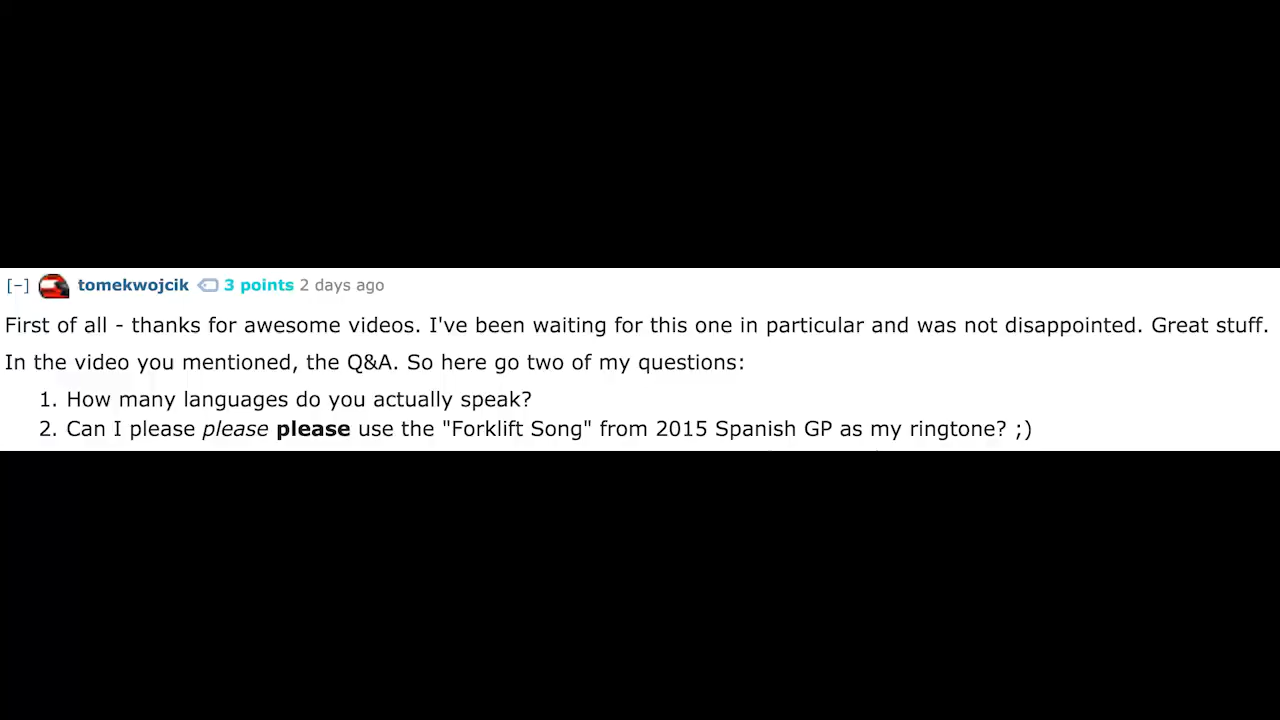 [–] tomekwojcik 3 points 2 days ago
First of all - thanks for awesome videos. I've been waiting for this one in particular and was not disappointed. Great stuff.
In the video you mentioned, the Q&A. So here go two of my questions:
1. How many languages do you actually speak?
2. Can I please please please use the "Forklift Song" from 2015 Spanish GP as my ringtone? ;)